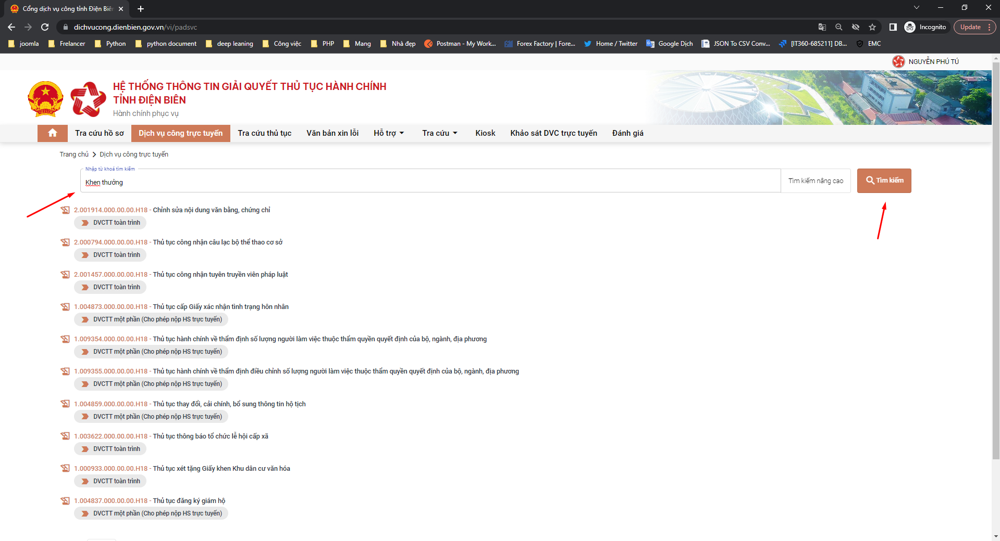 Cổng dịch vụ công tỉnh Điện Biên
dichvucong.dienbien.gov.vn/vi/padsvc
Incognito
Update
joomla
Frelancer
Python
python document
deep leaning
Công việc
PHP
Mang
Nhà đẹp
Postman - My Work...
Forex Factory | Fore...
Home / Twitter
Google Dịch
JSON To CSV Conv...
[IT360-685211] DB...
EMC
NGUYỄN PHÚ TÚ
HỆ THỐNG THÔNG TIN GIẢI QUYẾT THỦ TỤC HÀNH CHÍNH
TỈNH ĐIỆN BIÊN
Hành chính phục vụ
Tra cứu hồ sơ
Dịch vụ công trực tuyến
Tra cứu thủ tục
Văn bản xin lỗi
Hỗ trợ
Tra cứu
Kiosk
Khảo sát DVC trực tuyến
Đánh giá
Trang chủ > Dịch vụ công trực tuyến
Nhập từ khoá tìm kiếm
Khen thưởng
Tìm kiếm nâng cao
Tìm kiếm
2.001914.000.00.00.H18 - Chỉnh sửa nội dung văn bằng, chứng chỉ
DVCTT toàn trình
2.000794.000.00.00.H18 - Thủ tục công nhận câu lạc bộ thể thao cơ sở
DVCTT toàn trình
2.001457.000.00.00.H18 - Thủ tục công nhận tuyên truyền viên pháp luật
DVCTT toàn trình
1.004873.000.00.00.H18 - Thủ tục cấp Giấy xác nhận tình trạng hôn nhân
DVCTT một phần (Cho phép nộp HS trực tuyến)
1.009354.000.00.00.H18 - Thủ tục hành chính về thẩm định số lượng người làm việc thuộc thẩm quyền quyết định của bộ, ngành, địa phương
DVCTT một phần (Cho phép nộp HS trực tuyến)
1.009355.000.00.00.H18 - Thủ tục hành chính về thẩm định điều chỉnh số lượng người làm việc thuộc thẩm quyền quyết định của bộ, ngành, địa phương
DVCTT một phần (Cho phép nộp HS trực tuyến)
1.004859.000.00.00.H18 - Thủ tục thay đổi, cải chính, bổ sung thông tin hộ tịch
DVCTT một phần (Cho phép nộp HS trực tuyến)
1.003622.000.00.00.H18 - Thủ tục thông báo tổ chức lễ hội cấp xã
DVCTT toàn trình
1.000933.000.00.00.H18 - Thủ tục xét tặng Giấy khen Khu dân cư văn hóa
DVCTT toàn trình
1.004837.000.00.00.H18 - Thủ tục đăng ký giám hộ
DVCTT một phần (Cho phép nộp HS trực tuyến)